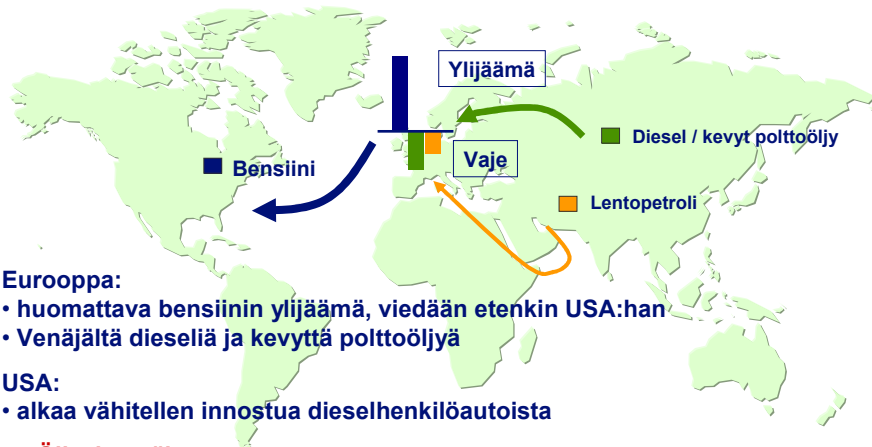 Ylijäämä
Diesel / kevyt polttoöljy
Bensiini
Vaje
Lentopetroli
Eurooppa:
• huomattava bensiinin ylijäämä, viedään etenkin USA:han
• Venäjältä dieseliä ja kevyttä polttoöljyä
USA:
• alkaa vähitellen innostua dieselhenkilöautoista